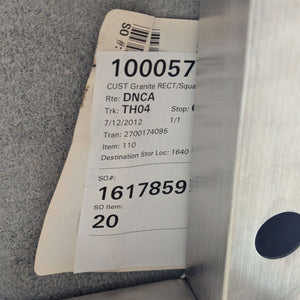 SO #:
100057
CUST Granite RECT/Squa
Rte: DNCA
Trk: TH04 Stop:
7/12/2012 1/1
Tran: 2700174095
Item: 110
Destination Stor Loc: 1640
SO#:
1617859
SO Item:
20